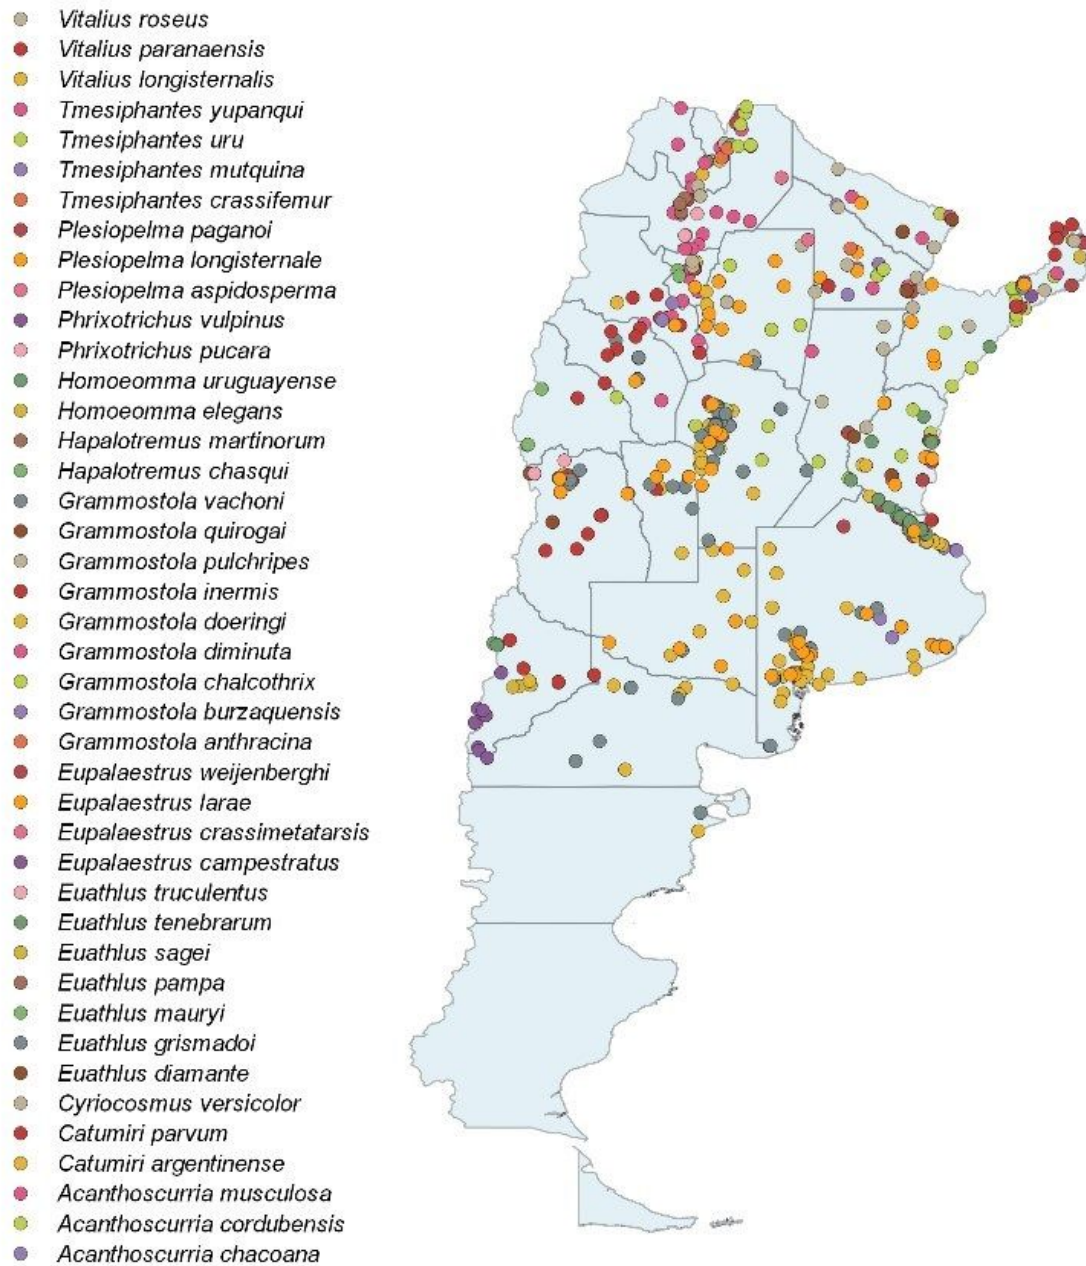 Vitalius roseus
Vitalius paranaensis
Vitalius longisternalis
Tmesiphantes yupanqui
Tmesiphantes uru
Tmesiphantes mutquina
Tmesiphantes crassifemur
Plesiopelma paganoi
Plesiopelma longisternale
Plesiopelma aspidosperma
Phrixotrichus vulpinus
Phrixotrichus pucara
Homoeomma uruguayense
Homoeomma elegans
Hapalotremus martinorum
Hapalotremus chasqui
Grammostola vachoni
Grammostola quirogai
Grammostola pulchripes
Grammostola inermis
Grammostola doeringi
Grammostola diminuta
Grammostola chalcothrix
Grammostola burzaquensis
Grammostola anthracina
Eupalaestrus weijenberghi
Eupalaestrus larae
Eupalaestrus crassimetatarsis
Eupalaestrus campestratus
Euathlus truculentus
Euathlus tenebrarum
Euathlus sagei
Euathlus pampa
Euathlus mauryi
Euathlus grismadoi
Euathlus diamante
Cyriocosmus versicolor
Catumiri parvum
Catumiri argentinense
Acanthoscurria musculosa
Acanthoscurria cordubensis
Acanthoscurria chacoana